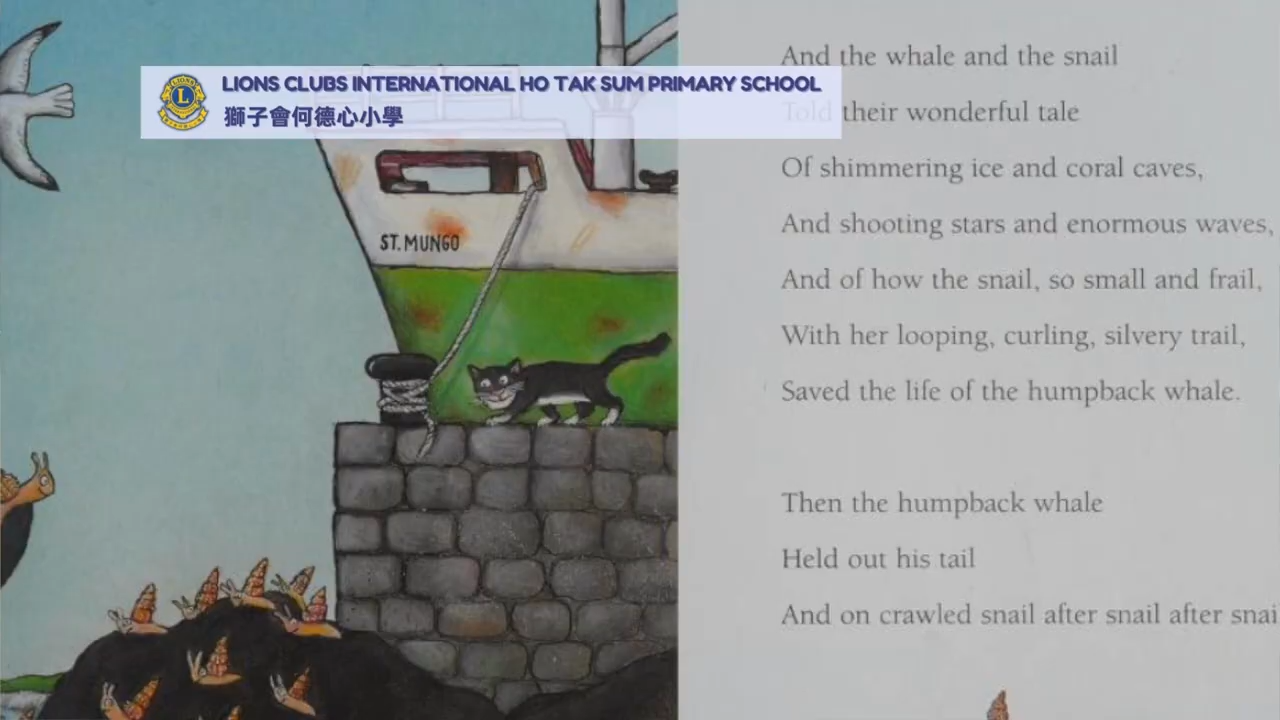 LIONS CLUBS INTERNATIONAL HO TAK SUM PRIMARY SCHOOL
獅子會何德心小學
LIONS
L
ST. MUNGO
And the whale and the snail
Told their wonderful tale
Of shimmering ice and coral caves,
And shooting stars and enormous waves,
And of how the snail, so small and frail,
With her looping, curling, silvery trail,
Saved the life of the humpback whale.
Then the humpback whale
Held out his tail
And on crawled snail after snail after snai